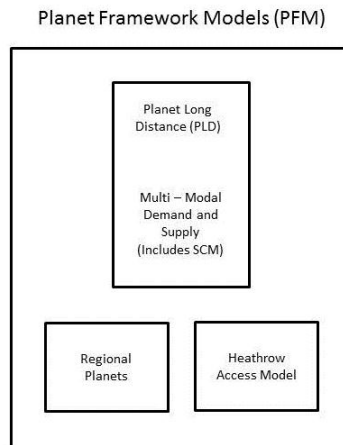 Planet Framework Models (PFM)
Planet Long
Distance (PLD)
Multi – Modal
Demand and
Supply
(Includes SCM)
Regional
Planets
Heathrow
Access Model